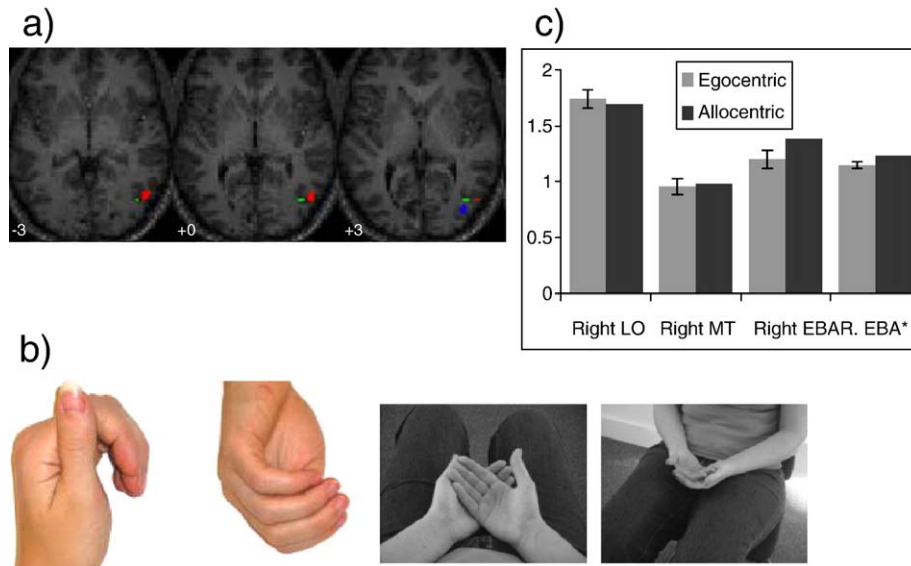 a)
-3
+0
+3
c)
2
1.5
1
0.5
0
Egocentric
Allocentric
Right LO Right MT Right EBAR. EBA*
b)